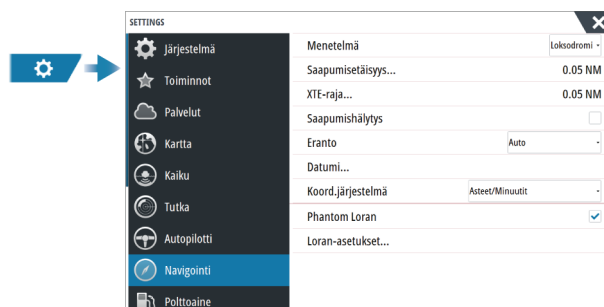 SETTINGS
Järjestelmä
Toiminnot
Palvelut
Kartta
Kaiku
Tutka
Autopilotti
Navigointi
Polttoaine
Menetelmä Loksodromi
Saapumisetäisyys... 0.05 NM
XTE-raja... 0.05 NM
Saapumishälytys
Eranto Auto
Datumi...
Koord.järjestelmä Asteet/Minuutit
Phantom Loran
Loran-asetukset...